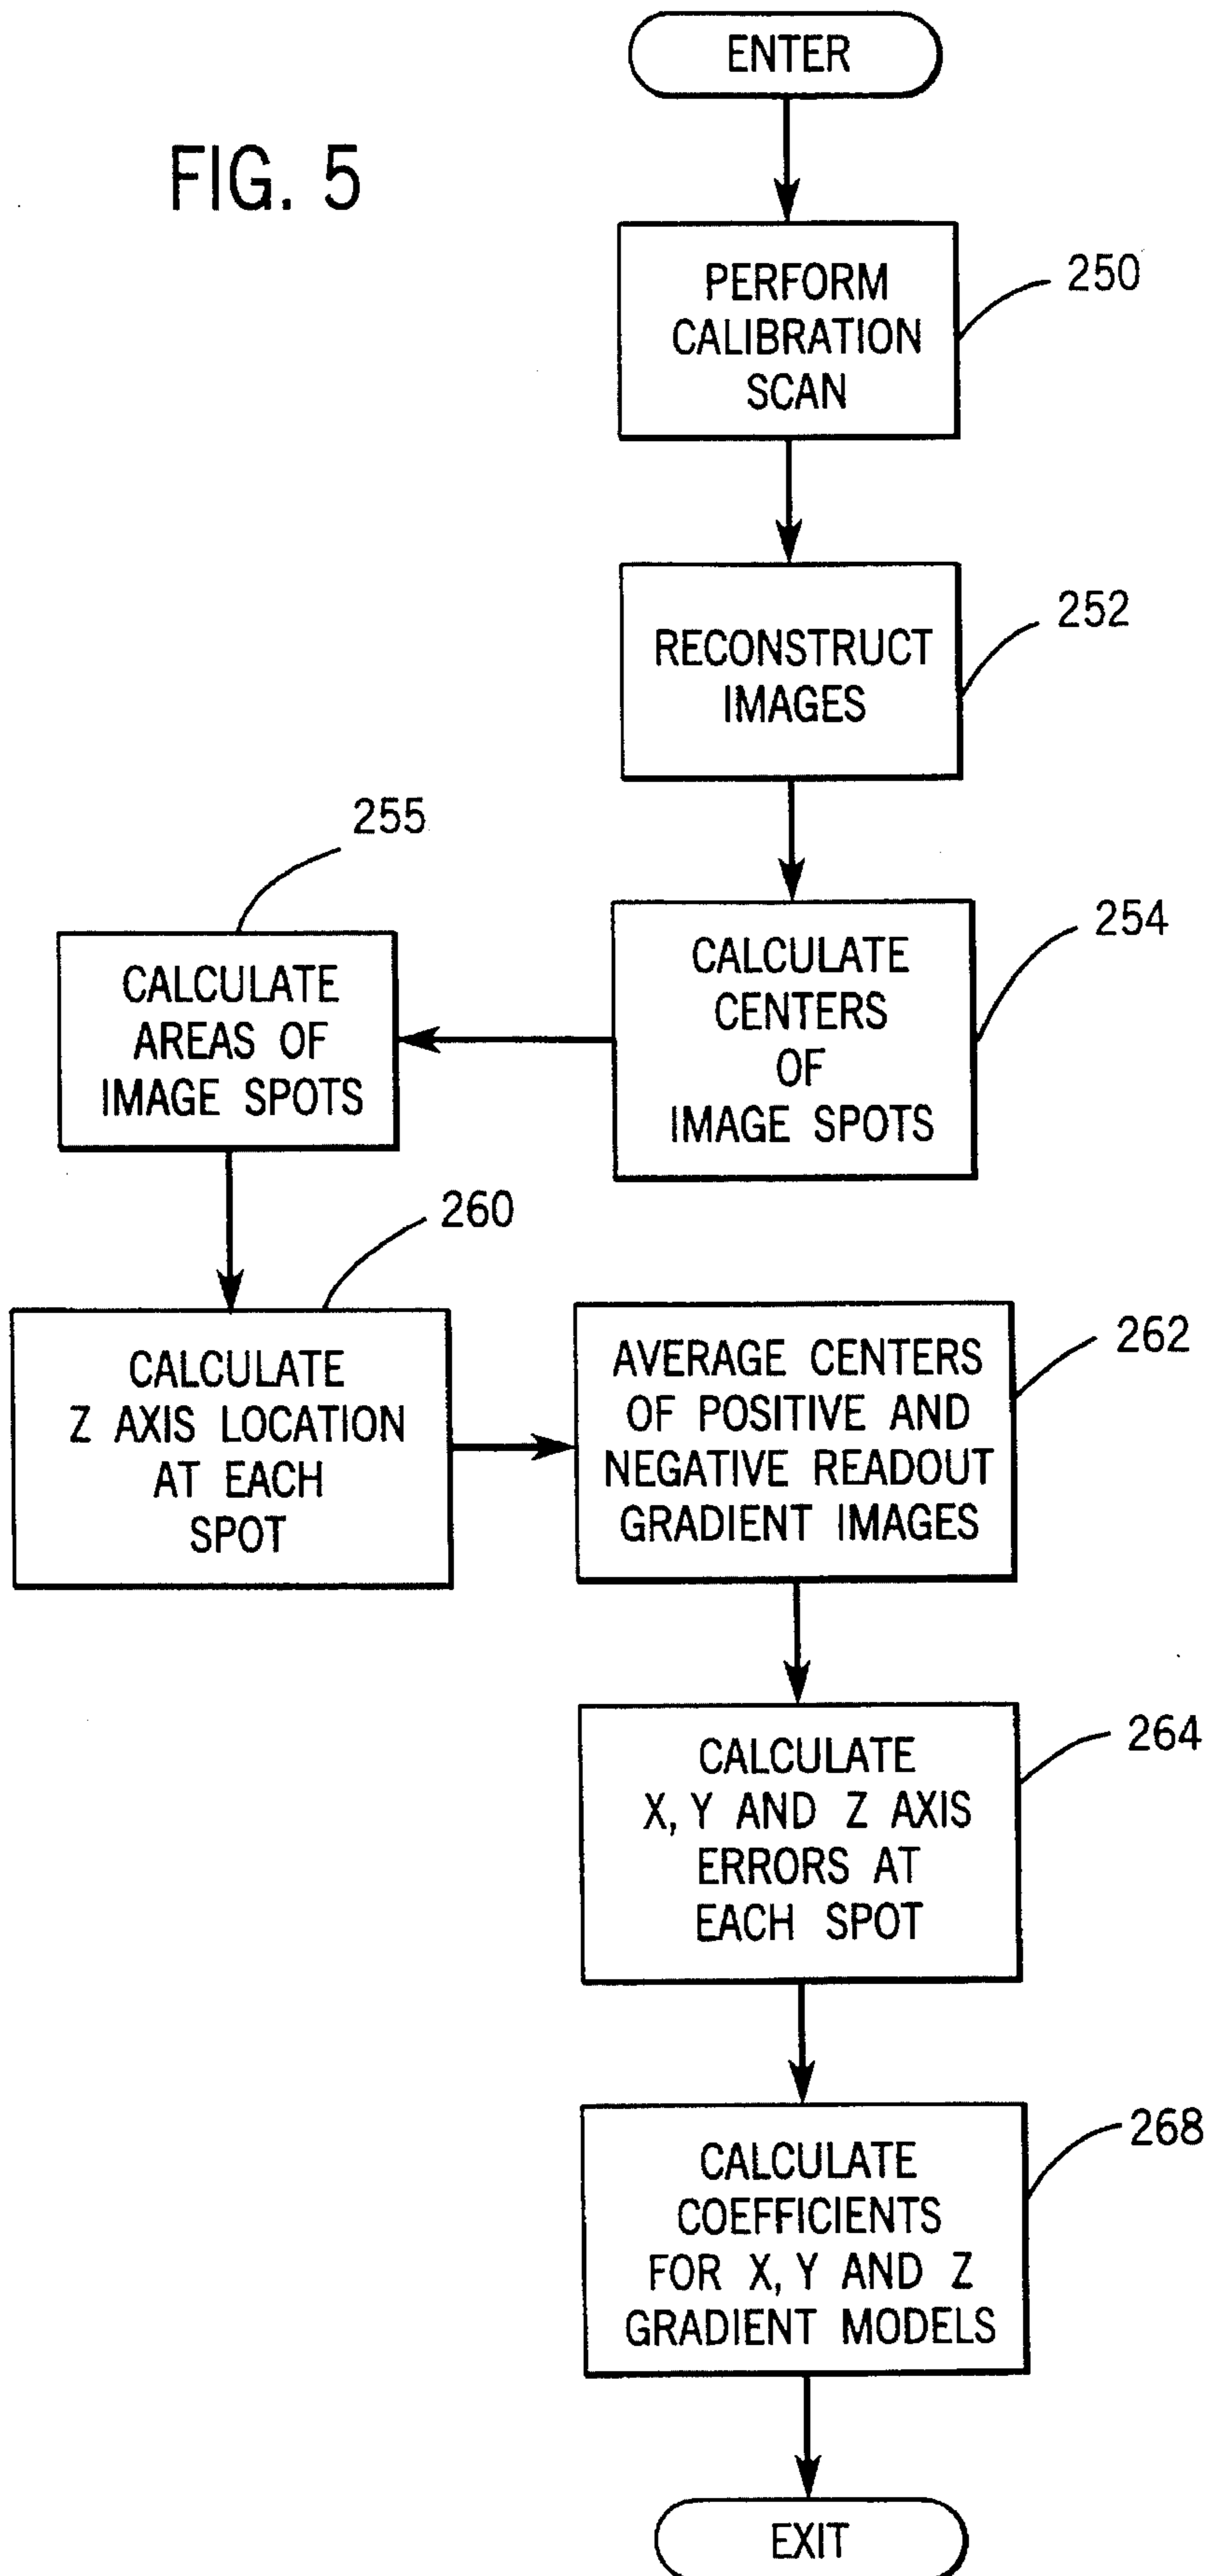 FIG. 5
ENTER
PERFORM
CALIBRATION
SCAN
250
RECONSTRUCT
IMAGES
252
CALCULATE
CENTERS
OF
IMAGE SPOTS
254
255
CALCULATE
AREAS OF
IMAGE SPOTS
260
CALCULATE
Z AXIS LOCATION
AT EACH
SPOT
AVERAGE CENTERS
OF POSITIVE AND
NEGATIVE READOUT
GRADIENT IMAGES
262
CALCULATE
X, Y AND Z AXIS
ERRORS AT
EACH SPOT
264
CALCULATE
COEFFICIENTS
FOR X, Y AND Z
GRADIENT MODELS
268
EXIT